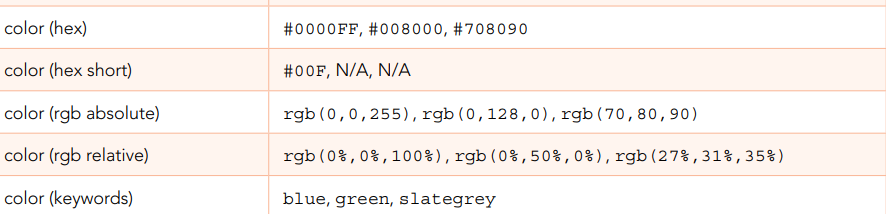 color (hex) #0000FF, #008000, #708090
color (hex short) #00F, N/A, N/A
color (rgb absolute) rgb(0,0,255), rgb(0,128,0), rgb(70,80,90)
color (rgb relative) rgb(0%,0%,100%), rgb(0%,50%,0%), rgb(27%,31%,35%)
color (keywords) blue, green, slategrey